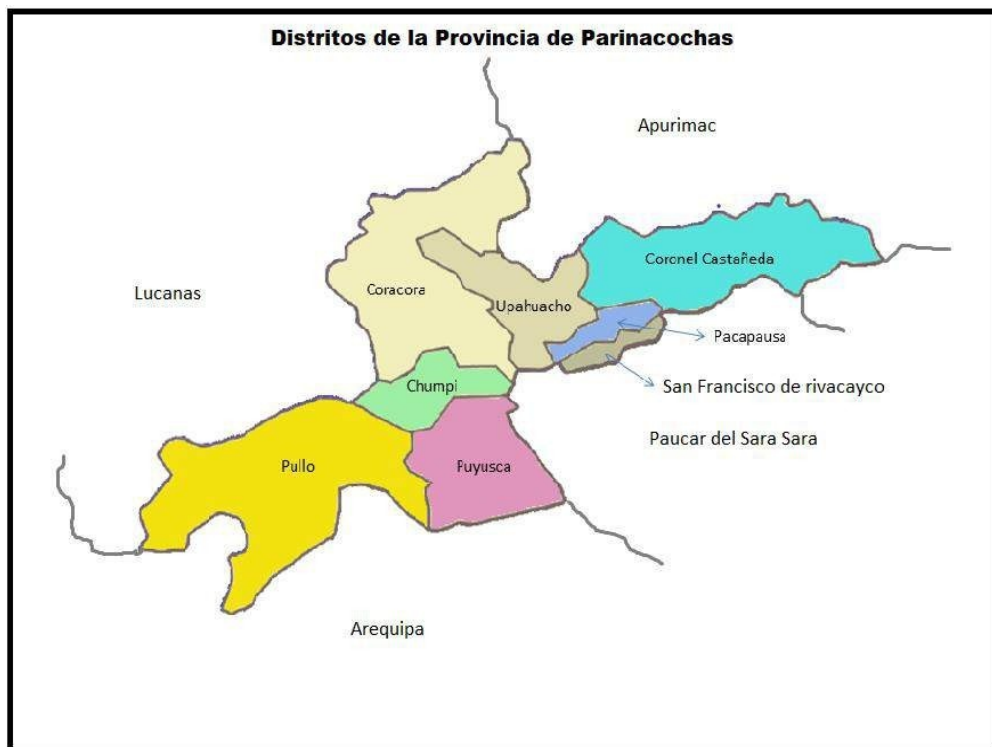 Distritos de la Provincia de Parinacochas
Apurimac
Coronel Castañeda
Lucanas
Coracora
Upahuacho
Pacapausa
Chumpi
San Francisco de rivacayco
Paucar del Sara Sara
Pullo
Puyusca
Arequipa